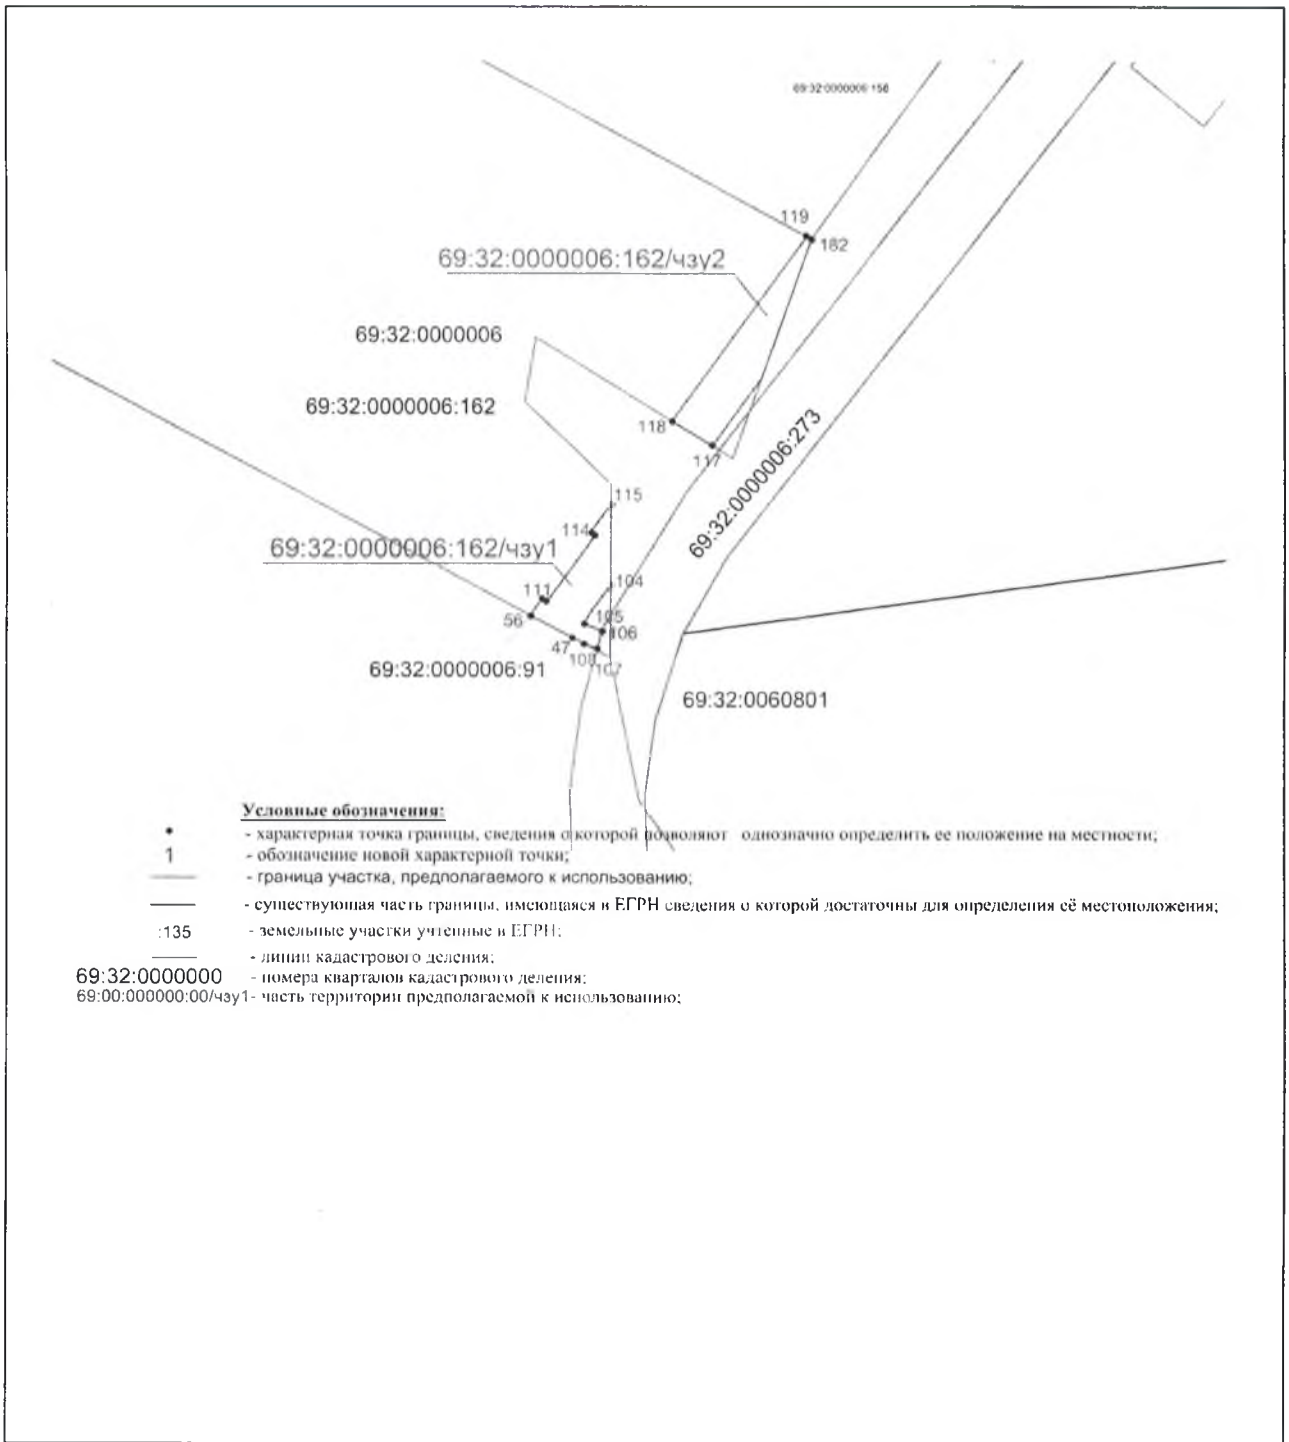 69:32:0000006:156
119
182
69:32:0000006:162/чзу2
69:32:0000006
69:32:0000006:162
118
117
69:32:0000006:273
115
114
69:32:0000006:162/чзу1
104
111
105
56
106
47
108
107
69:32:0000006:91
69:32:0060801
Условные обозначения:
- характерная точка границы, сведения о которой позволяют однозначно определить ее положение на местности;
1 - обозначение новой характерной точки;
- граница участка, предполагаемого к использованию;
- существующая часть границы, имеющаяся в ЕГРН сведения о которой достаточны для определения её местоположения;
:135 - земельные участки учтенные в ЕГРН;
- линии кадастрового деления;
69:32:0000000 - номера кварталов кадастрового деления;
69:00:000000:00/чзу1- часть территории предполагаемой к использованию;